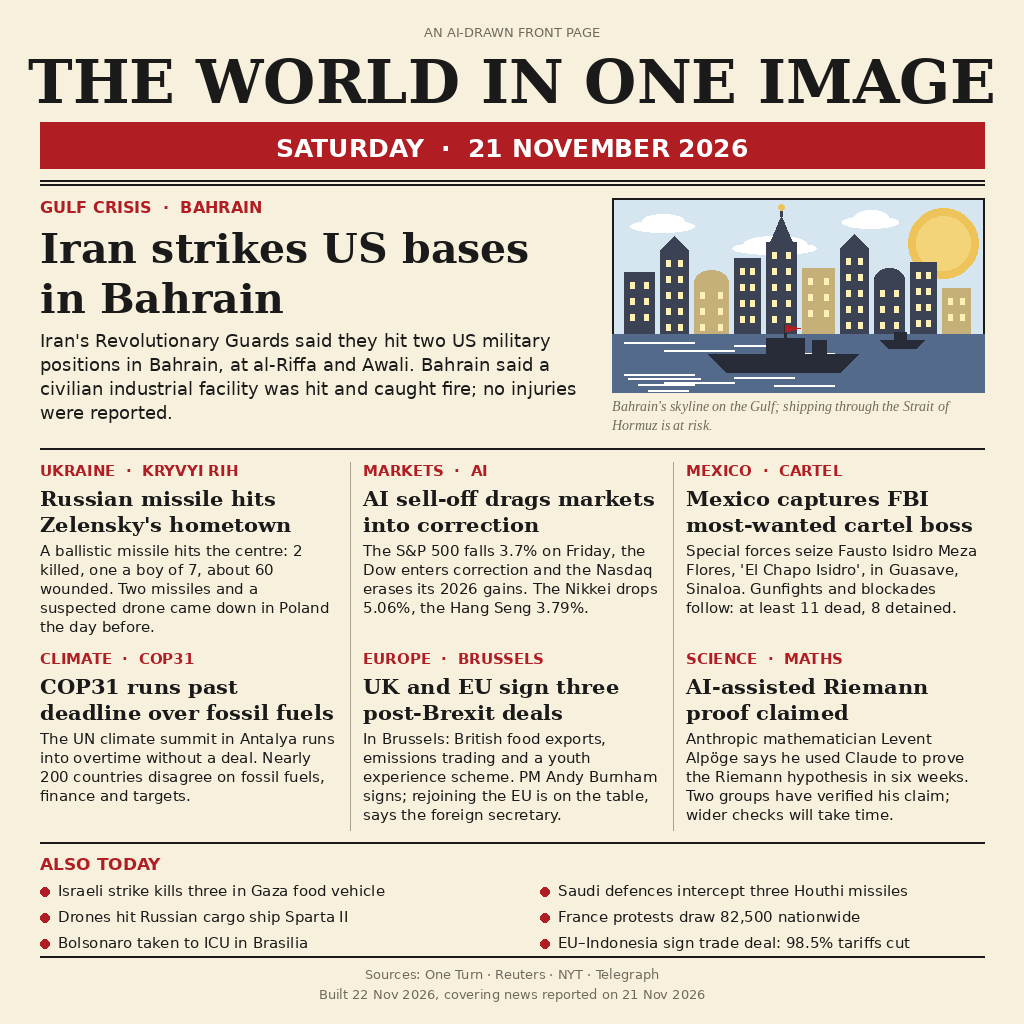 AN AI-DRAWN FRONT PAGE
THE WORLD IN ONE IMAGE
SATURDAY · 21 NOVEMBER 2026
GULF CRISIS · BAHRAIN
Iran strikes US bases
in Bahrain
Iran's Revolutionary Guards said they hit two US military
positions in Bahrain, at al-Riffa and Awali. Bahrain said a
civilian industrial facility was hit and caught fire; no injuries
were reported.
Bahrain's skyline on the Gulf; shipping through the Strait of
Hormuz is at risk.
UKRAINE · KRYVYI RIH
Russian missile hits
Zelensky's hometown
A ballistic missile hits the centre: 2
killed, one a boy of 7, about 60
wounded. Two missiles and a
suspected drone came down in Poland
the day before.
MARKETS · AI
AI sell-off drags markets
into correction
The S&P 500 falls 3.7% on Friday, the
Dow enters correction and the Nasdaq
erases its 2026 gains. The Nikkei drops
5.06%, the Hang Seng 3.79%.
MEXICO · CARTEL
Mexico captures FBI
most-wanted cartel boss
Special forces seize Fausto Isidro Meza
Flores, 'El Chapo Isidro', in Guasave,
Sinaloa. Gunfights and blockades
follow: at least 11 dead, 8 detained.
CLIMATE · COP31
COP31 runs past
deadline over fossil fuels
The UN climate summit in Antalya runs
into overtime without a deal. Nearly
200 countries disagree on fossil fuels,
finance and targets.
EUROPE · BRUSSELS
UK and EU sign three
post-Brexit deals
In Brussels: British food exports,
emissions trading and a youth
experience scheme. PM Andy Burnham
signs; rejoining the EU is on the table,
says the foreign secretary.
SCIENCE · MATHS
AI-assisted Riemann
proof claimed
Anthropic mathematician Levent
Alpöge says he used Claude to prove
the Riemann hypothesis in six weeks.
Two groups have verified his claim;
wider checks will take time.
ALSO TODAY
Israeli strike kills three in Gaza food vehicle
Drones hit Russian cargo ship Sparta II
Bolsonaro taken to ICU in Brasilia
Saudi defences intercept three Houthi missiles
France protests draw 82,500 nationwide
EU–Indonesia sign trade deal: 98.5% tariffs cut
Sources: One Turn · Reuters · NYT · Telegraph
Built 22 Nov 2026, covering news reported on 21 Nov 2026